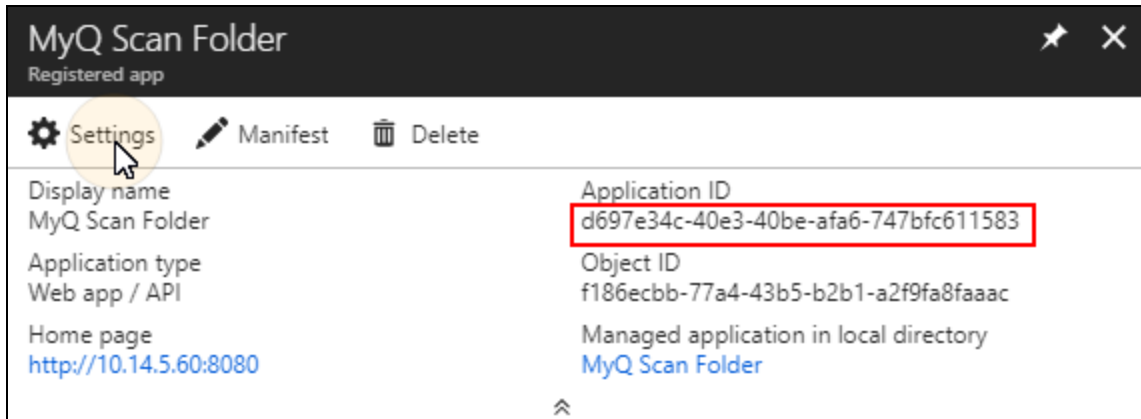 MyQ Scan Folder
Registered app
Settings Manifest Delete
Display name
MyQ Scan Folder
Application ID
d697e34c-40e3-40be-afa6-747bfc611583
Application type
Web app / API
Object ID
f186ecbb-77a4-43b5-b2b1-a2f9fa8faaac
Home page
http://10.14.5.60:8080
Managed application in local directory
MyQ Scan Folder